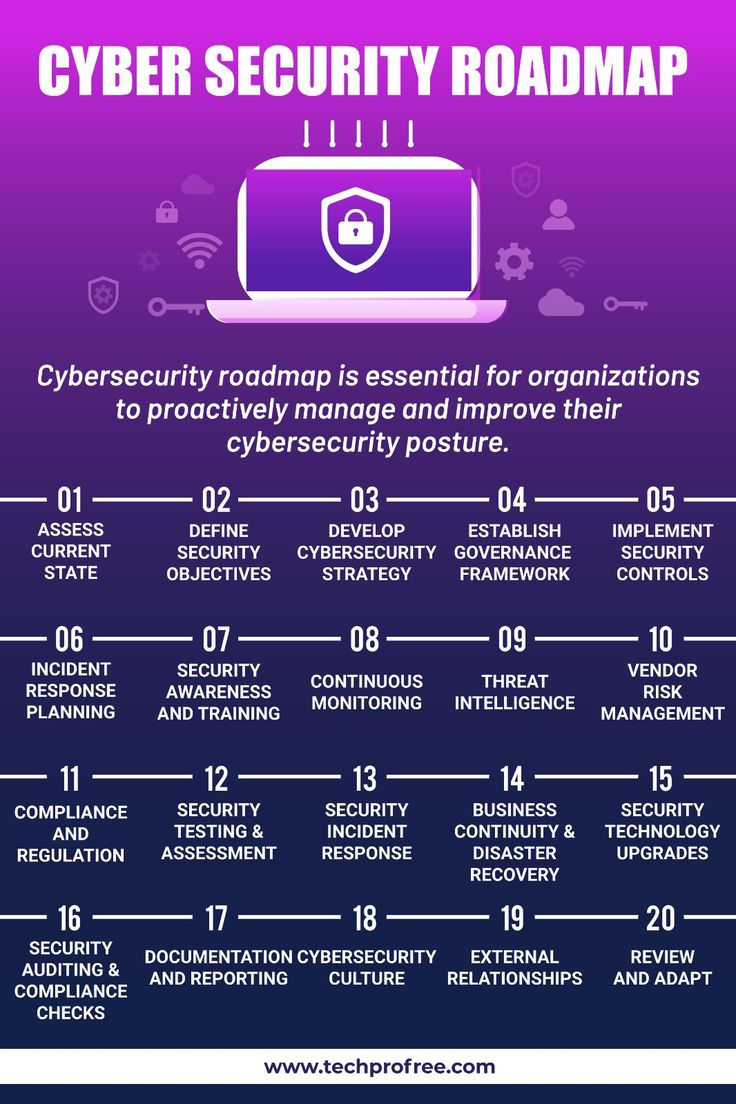 CYBER SECURITY ROADMAP
Cybersecurity roadmap is essential for organizations
to proactively manage and improve their
cybersecurity posture.
01
ASSESS
CURRENT
STATE
02
DEFINE
SECURITY
OBJECTIVES
03
DEVELOP
CYBERSECURITY
STRATEGY
04
ESTABLISH
GOVERNANCE
FRAMEWORK
05
IMPLEMENT
SECURITY
CONTROLS
06
INCIDENT
RESPONSE
PLANNING
07
SECURITY
AWARENESS
AND TRAINING
08
CONTINUOUS
MONITORING
09
THREAT
INTELLIGENCE
10
VENDOR
RISK
MANAGEMENT
11
COMPLIANCE
AND
REGULATION
12
SECURITY
TESTING &
ASSESSMENT
13
SECURITY
INCIDENT
RESPONSE
14
BUSINESS
CONTINUITY &
DISASTER
RECOVERY
15
SECURITY
TECHNOLOGY
UPGRADES
16
SECURITY
AUDITING &
COMPLIANCE
CHECKS
17
DOCUMENTATION
AND REPORTING
18
CYBERSECURITY
CULTURE
19
EXTERNAL
RELATIONSHIPS
20
REVIEW
AND ADAPT
www.techprofree.com